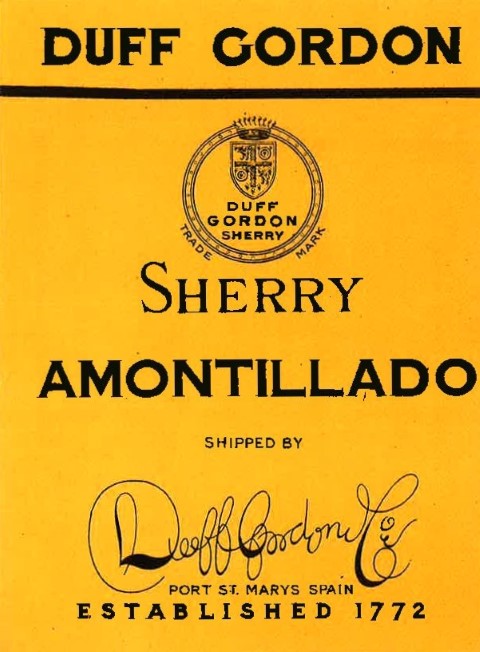 DUFF GORDON
DUFF
GORDON
SHERRY
TRADE MARK
SHERRY
AMONTILLADO
SHIPPED BY
Duff Gordon & Co
PORT ST. MARYS SPAIN
ESTABLISHED 1772